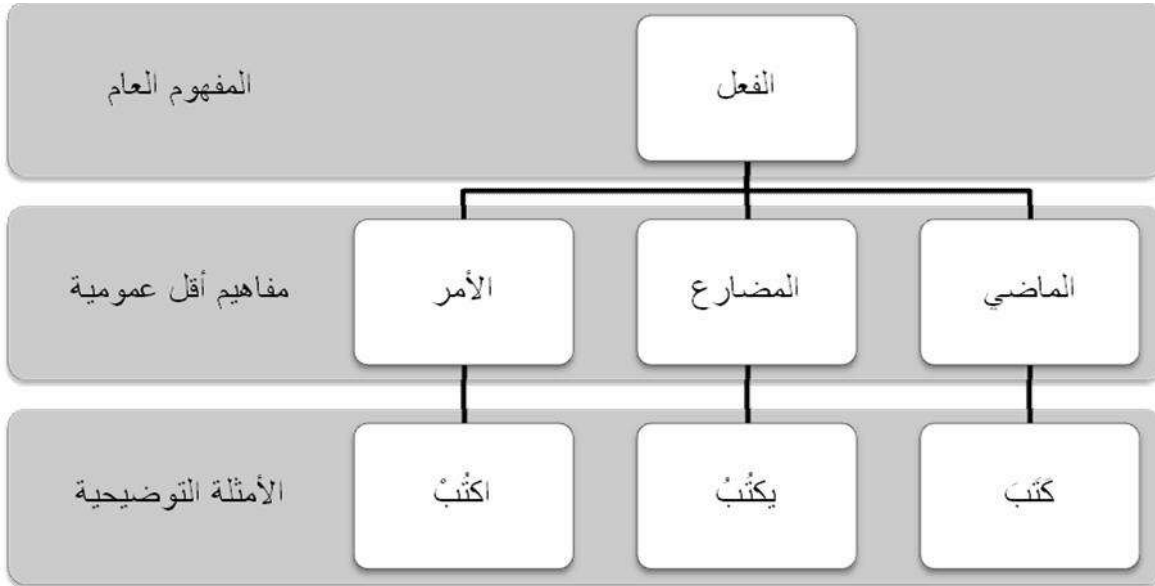 الفعل
المفهوم العام
الماضي
المضارع
الأمر
مفاهيم أقل عمومية
كَتَبَ
يكتُبُ
اكتُبْ
الأمثلة التوضيحية